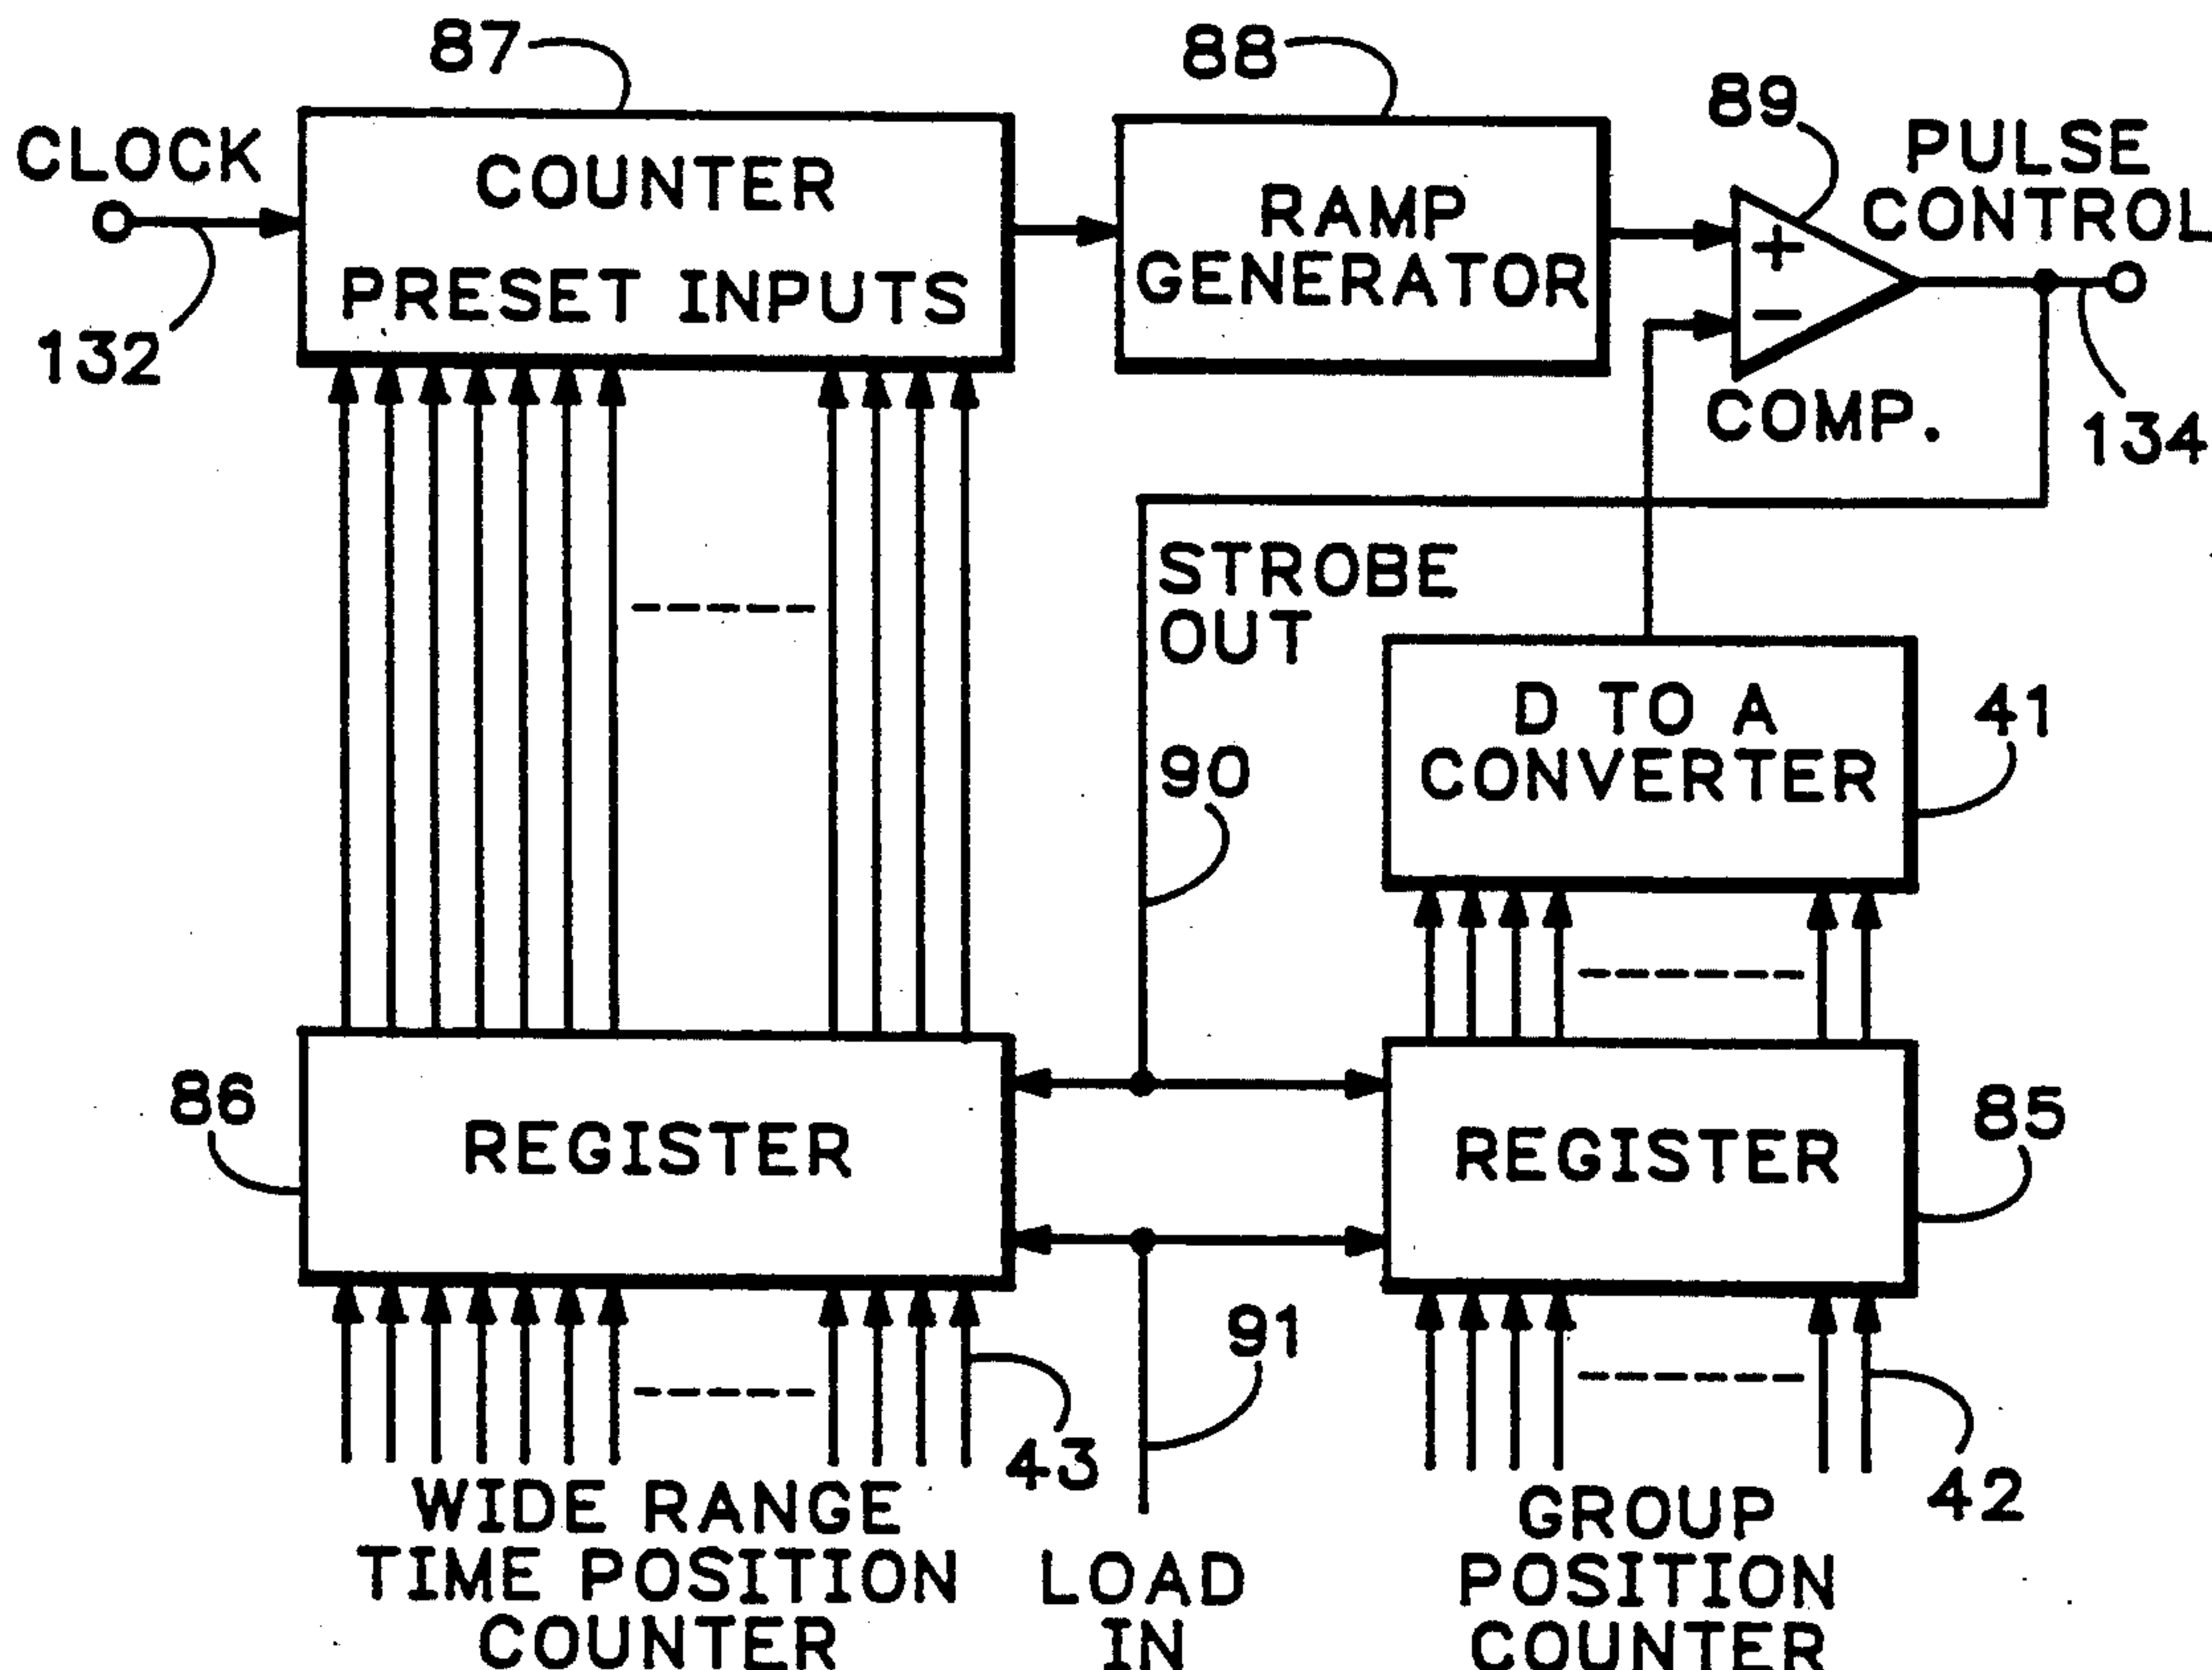 87
88
89
CLOCK
COUNTER
PRESET INPUTS
RAMP
GENERATOR
PULSE
CONTROL
+
−
COMP.
132
134
STROBE
OUT
90
D TO A
CONVERTER
41
86
REGISTER
REGISTER
85
91
43
42
WIDE RANGE
TIME POSITION
COUNTER
LOAD
IN
GROUP
POSITION
COUNTER